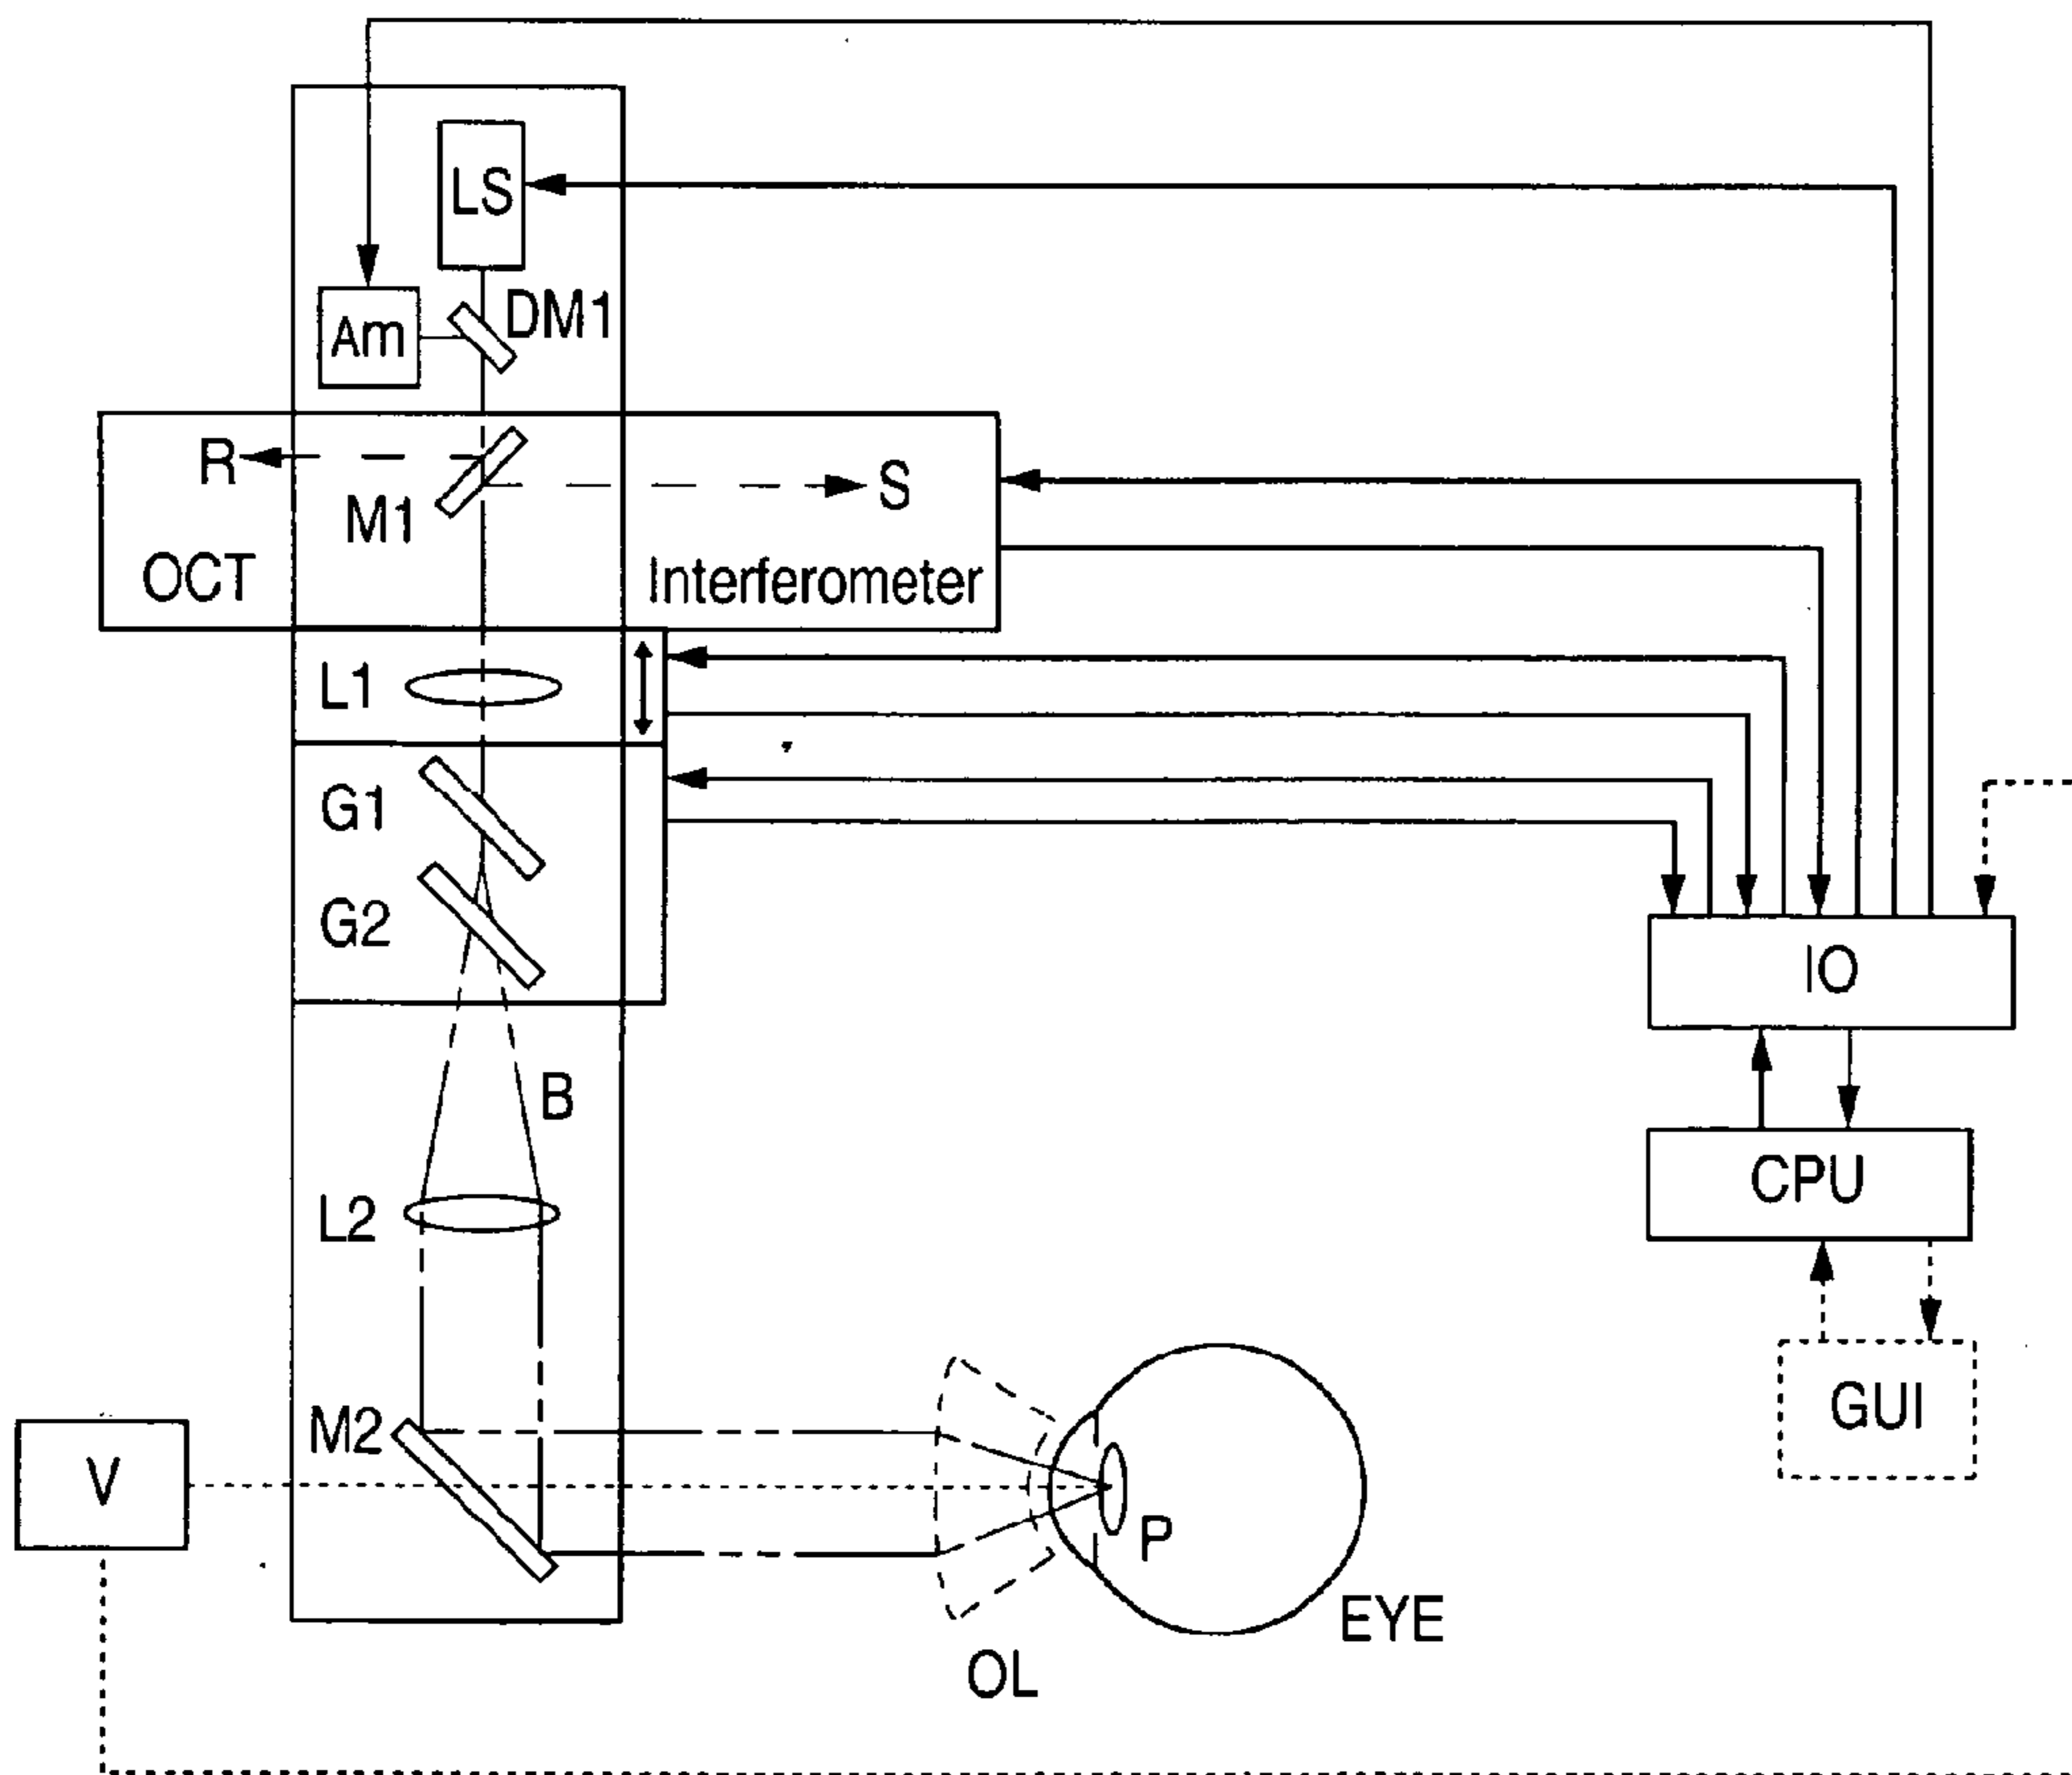 LS
DM1
Am
R
S
M1
OCT
Interferometer
L1
G1
G2
IO
B
CPU
L2
GUI
M2
V
P
EYE
OL